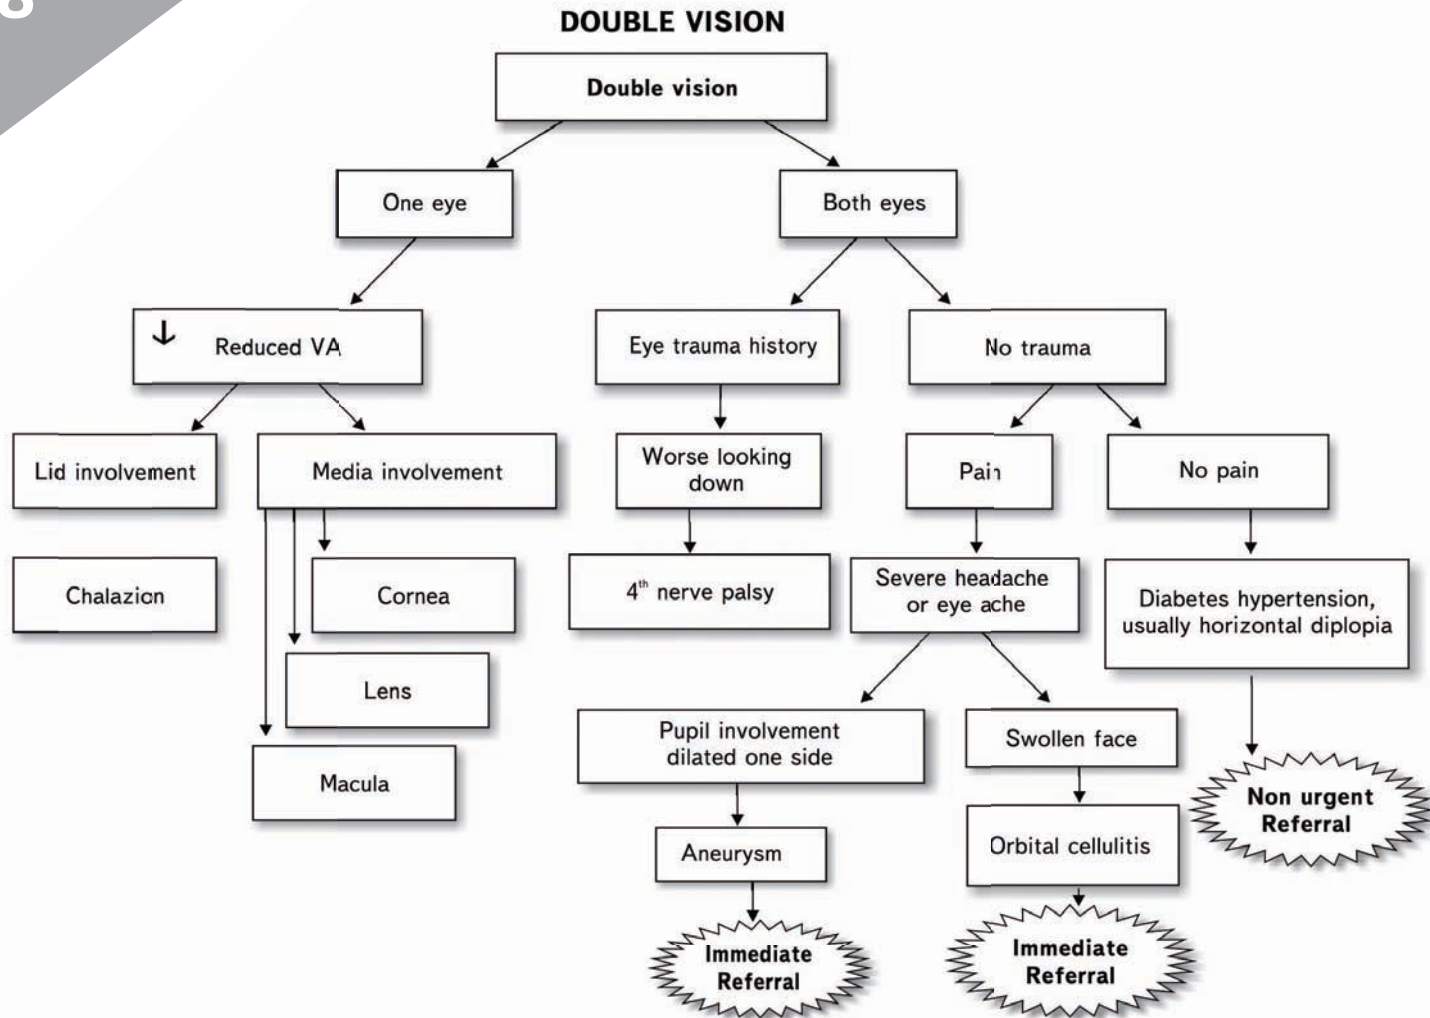 DOUBLE VISION
Double vision
One eye
Both eyes
Reduced VA
Eye trauma history
No trauma
Lid involvement
Media involvement
Worse looking
down
Pain
No pain
Chalazion
Cornea
4th nerve palsy
Severe headache
or eye ache
Diabetes hypertension,
usually horizontal diplopia
Lens
Macula
Pupil involvement
dilated one side
Swollen face
Non urgent
Referral
Aneurysm
Orbital cellulitis
Immediate
Referral
Immediate
Referral